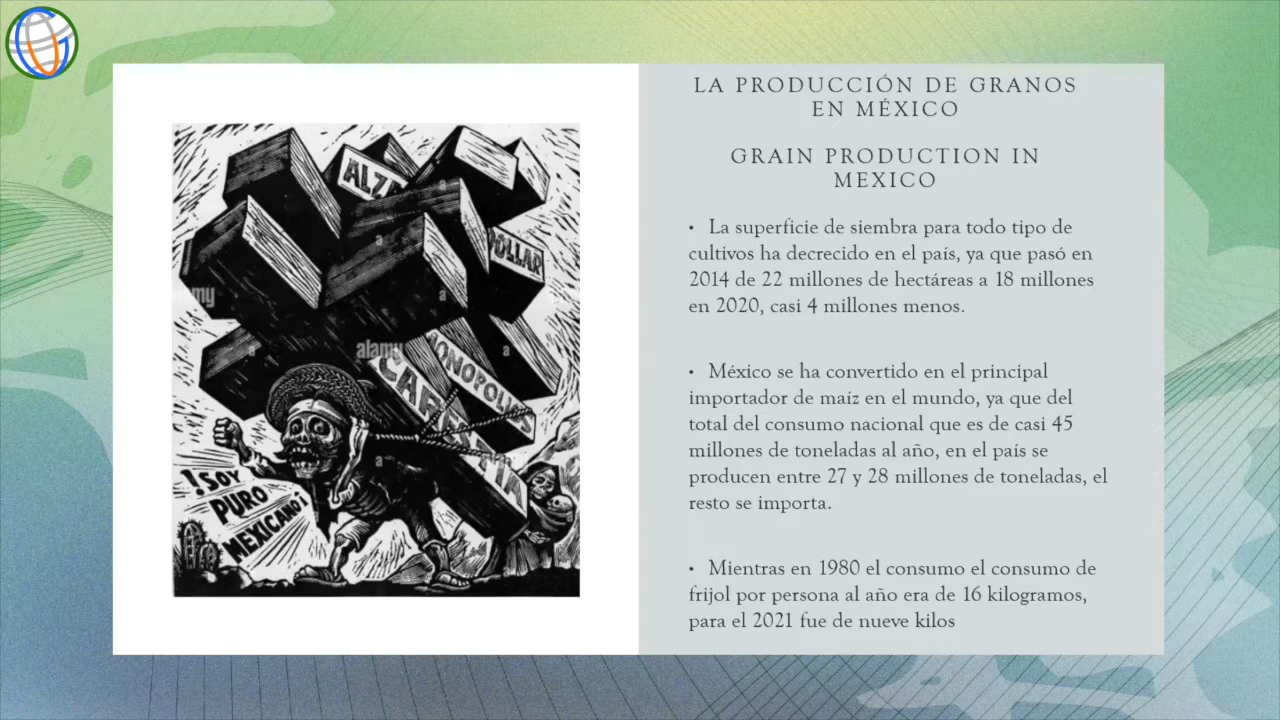 ALZA
DOLLAR
MONOPOLIOS
CARESTIA
¡SOY
PURO
MEXICANO¡
my
alamy
a
a
a
a
a
a
a
LA PRODUCCIÓN DE GRANOS
EN MÉXICO
GRAIN PRODUCTION IN
MEXICO
• La superficie de siembra para todo tipo de
cultivos ha decrecido en el país, ya que pasó en
2014 de 22 millones de hectáreas a 18 millones
en 2020, casi 4 millones menos.
• México se ha convertido en el principal
importador de maíz en el mundo, ya que del
total del consumo nacional que es de casi 45
millones de toneladas al año, en el país se
producen entre 27 y 28 millones de toneladas, el
resto se importa.
• Mientras en 1980 el consumo el consumo de
frijol por persona al año era de 16 kilogramos,
para el 2021 fue de nueve kilos